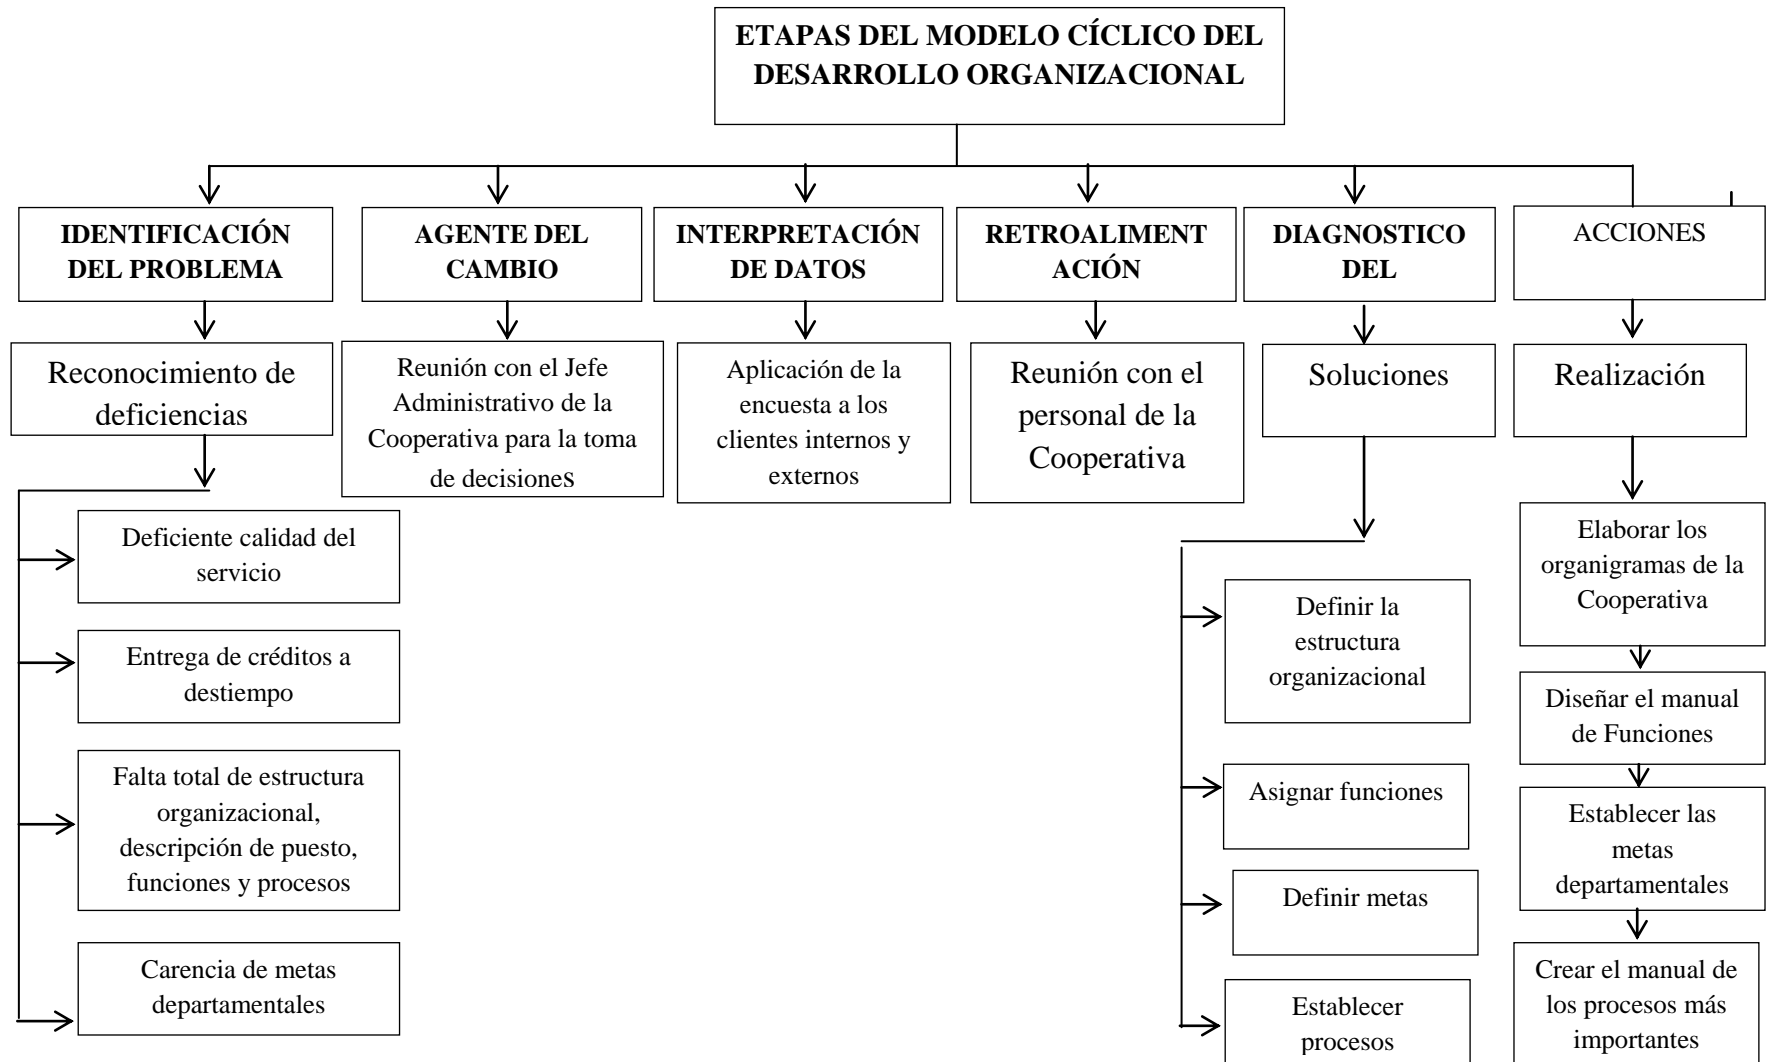 ETAPAS DEL MODELO CÍCLICO DEL
DESARROLLO ORGANIZACIONAL
IDENTIFICACIÓN
DEL PROBLEMA
AGENTE DEL
CAMBIO
INTERPRETACIÓN
DE DATOS
RETROALIMENT
ACIÓN
DIAGNOSTICO
DEL
ACCIONES
Reconocimiento de
deficiencias
Reunión con el Jefe
Administrativo de la
Cooperativa para la toma
de decisiones
Aplicación de la
encuesta a los
clientes internos y
externos
Reunión con el
personal de la
Cooperativa
Soluciones
Realización
Deficiente calidad del
servicio
Entrega de créditos a
destiempo
Falta total de estructura
organizacional,
descripción de puesto,
funciones y procesos
Carencia de metas
departamentales
Definir la
estructura
organizacional
Asignar funciones
Definir metas
Establecer
procesos
Elaborar los
organigramas de la
Cooperativa
Diseñar el manual
de Funciones
Establecer las
metas
departamentales
Crear el manual de
los procesos más
importantes